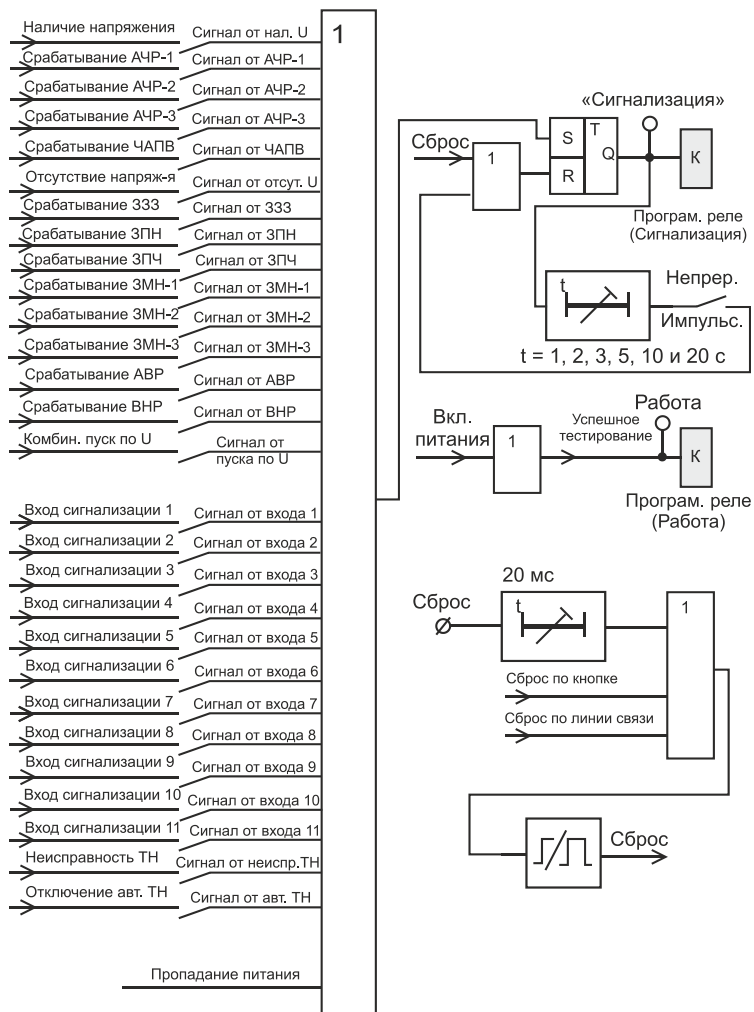 Наличие напряжения Сигнал от нал. U
1
Срабатывание АЧР-1 Сигнал от АЧР-1
Срабатывание АЧР-2 Сигнал от АЧР-2
Срабатывание АЧР-3 Сигнал от АЧР-3
Срабатывание ЧАПВ Сигнал от ЧАПВ
Отсутствие напряж-я Сигнал от отсут. U
Срабатывание ЗЗЗ Сигнал от ЗЗЗ
Срабатывание ЗПН Сигнал от ЗПН
Срабатывание ЗПЧ Сигнал от ЗПЧ
Срабатывание ЗМН-1 Сигнал от ЗМН-1
Срабатывание ЗМН-2 Сигнал от ЗМН-2
Срабатывание ЗМН-3 Сигнал от ЗМН-3
Срабатывание АВР Сигнал от АВР
Срабатывание ВНР Сигнал от ВНР
Комбин. пуск по U Сигнал от
пуска по U
Вход сигнализации 1 Сигнал от входа 1
Вход сигнализации 2 Сигнал от входа 2
Вход сигнализации 3 Сигнал от входа 3
Вход сигнализации 4 Сигнал от входа 4
Вход сигнализации 5 Сигнал от входа 5
Вход сигнализации 6 Сигнал от входа 6
Вход сигнализации 7 Сигнал от входа 7
Вход сигнализации 8 Сигнал от входа 8
Вход сигнализации 9 Сигнал от входа 9
Вход сигнализации 10 Сигнал от входа 10
Вход сигнализации 11 Сигнал от входа 11
Неисправность ТН Сигнал от неиспр.ТН
Отключение авт. ТН Сигнал от авт. ТН
Пропадание питания
«Сигнализация»
Сброс
1
S T
Q
R
К
Програм. реле
(Сигнализация)
t
Непрер.
Импульс.
t = 1, 2, 3, 5, 10 и 20 с
Вкл.
питания
1
Успешное
тестирование
Работа
К
Програм. реле
(Работа)
20 мс
Сброс
t
1
Сброс по кнопке
Сброс по линии связи
Сброс